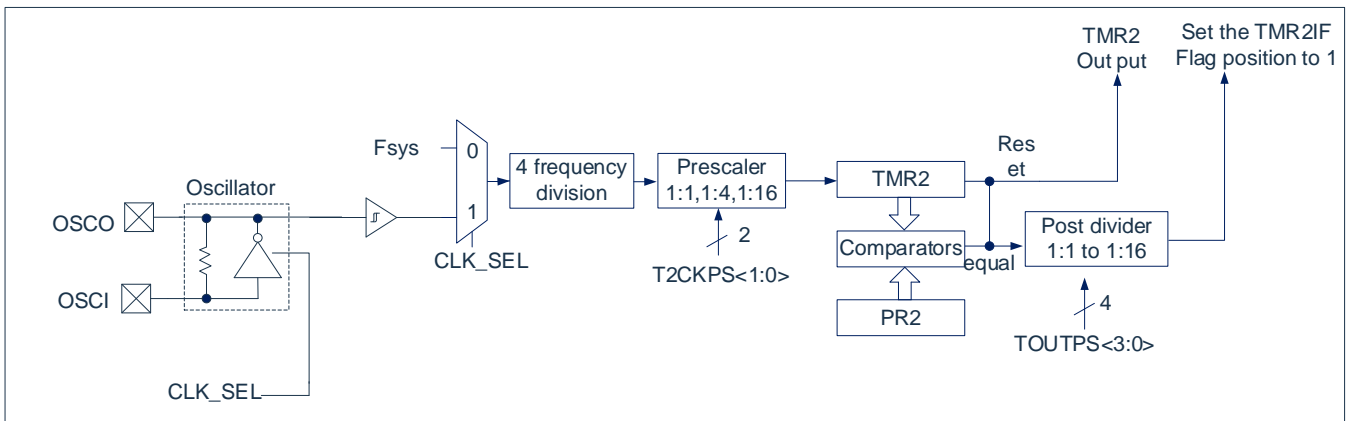 TMR2
Out put
Set the TMR2IF
Flag position to 1
Fsys
0
1
CLK_SEL
4 frequency
division
Prescaler
1:1,1:4,1:16
2
T2CKPS<1:0>
TMR2
Res
et
Comparators
equal
PR2
Post divider
1:1 to 1:16
4
TOUTPS<3:0>
Oscillator
OSCO
OSCI
CLK_SEL